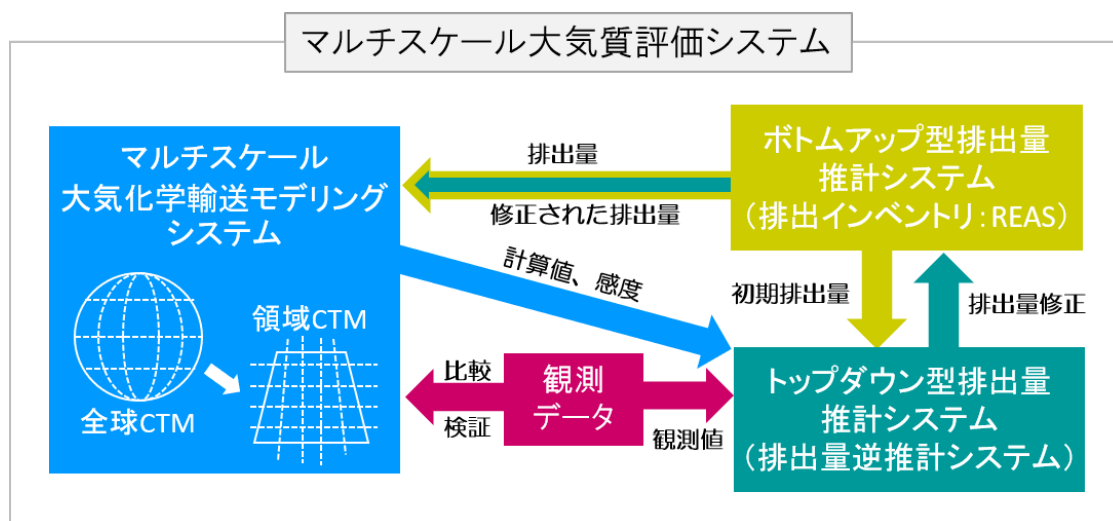 マルチスケール大気質評価システム
マルチスケール
大気化学輸送モデリング
システム
領域CTM
全球CTM
排出量
修正された排出量
計算値、感度
ボトムアップ型排出量
推計システム
（排出インベントリ：REAS）
初期排出量
排出量修正
比較
検証
観測
データ
観測値
トップダウン型排出量
推計システム
（排出量逆推計システム）